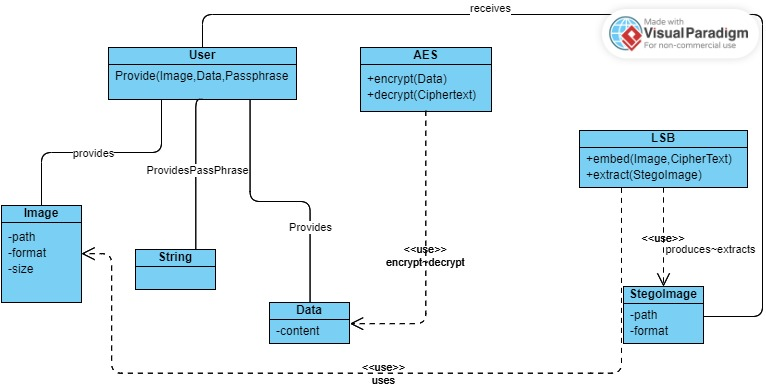 receives
Made with
VisualParadigm
For non-commercial use
User
Provide(Image,Data,Passphrase
AES
+encrypt(Data)
+decrypt(Ciphertext)
LSB
+embed(Image,CipherText)
+extract(StegoImage)
provides
ProvidesPassPhrase
Provides
Image
-path
-format
-size
String
<<use>>
encrypt~decrypt
<<use>>
produces~extracts
Data
-content
StegoImage
-path
-format
<<use>>
uses